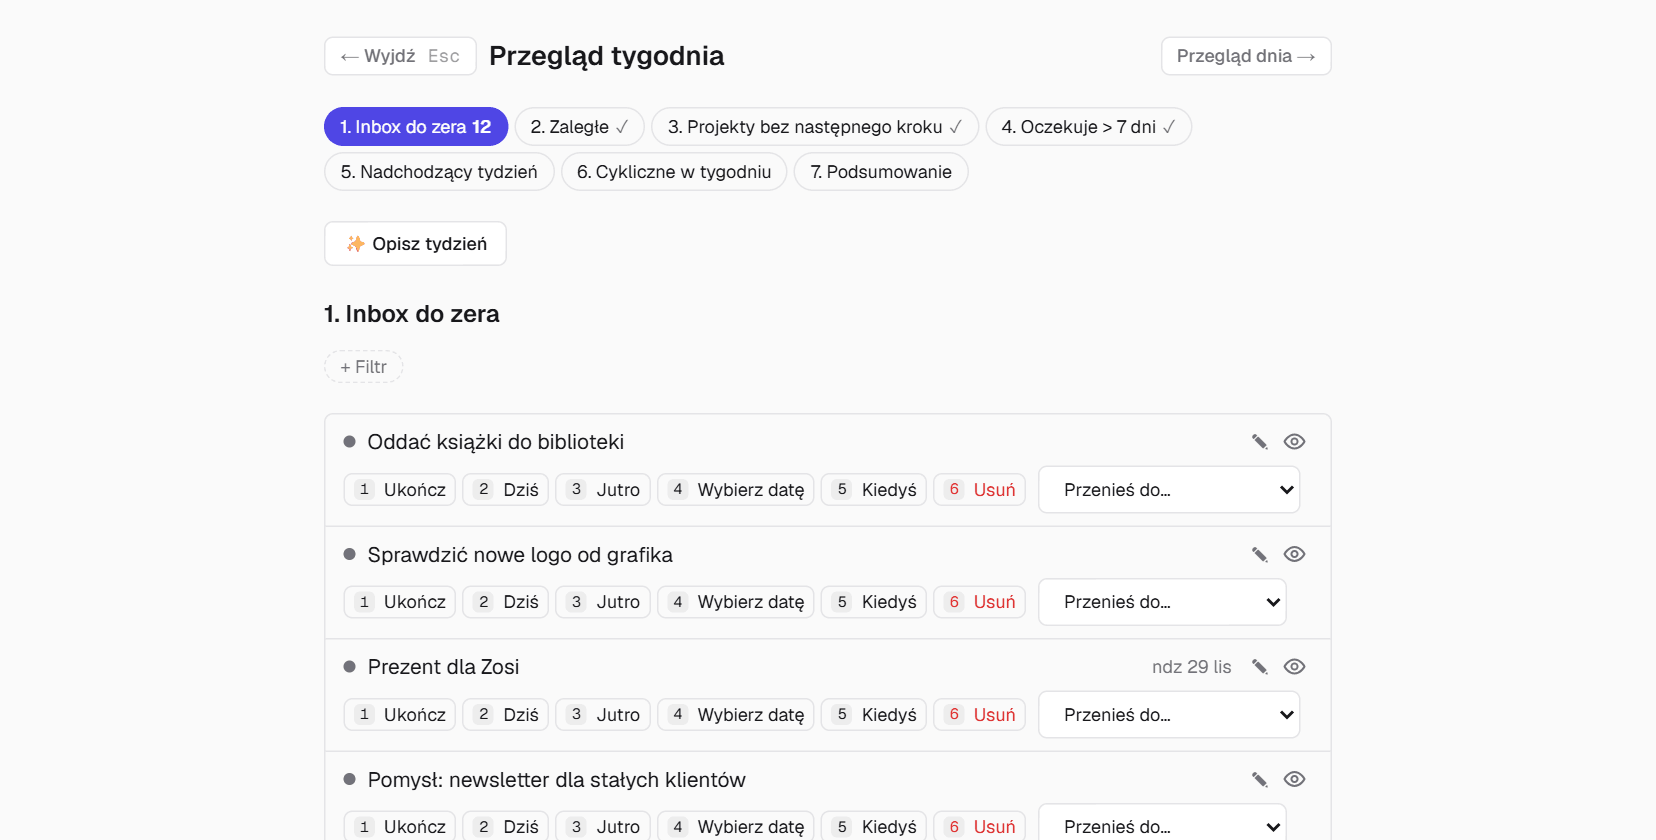 ← Wyjdź Esc Przegląd tygodnia Przegląd dnia →
1. Inbox do zera 12 2. Zaległe ✓ 3. Projekty bez następnego kroku ✓ 4. Oczekuje > 7 dni ✓
5. Nadchodzący tydzień 6. Cykliczne w tygodniu 7. Podsumowanie
✨ Opisz tydzień
1. Inbox do zera
+ Filtr
Oddać książki do biblioteki
1 Ukończ 2 Dziś 3 Jutro 4 Wybierz datę 5 Kiedyś 6 Usuń Przenieś do...
Sprawdzić nowe logo od grafika
1 Ukończ 2 Dziś 3 Jutro 4 Wybierz datę 5 Kiedyś 6 Usuń Przenieś do...
Prezent dla Zosi ndz 29 lis
1 Ukończ 2 Dziś 3 Jutro 4 Wybierz datę 5 Kiedyś 6 Usuń Przenieś do...
Pomysł: newsletter dla stałych klientów
1 Ukończ 2 Dziś 3 Jutro 4 Wybierz datę 5 Kiedyś 6 Usuń Przenieś do...